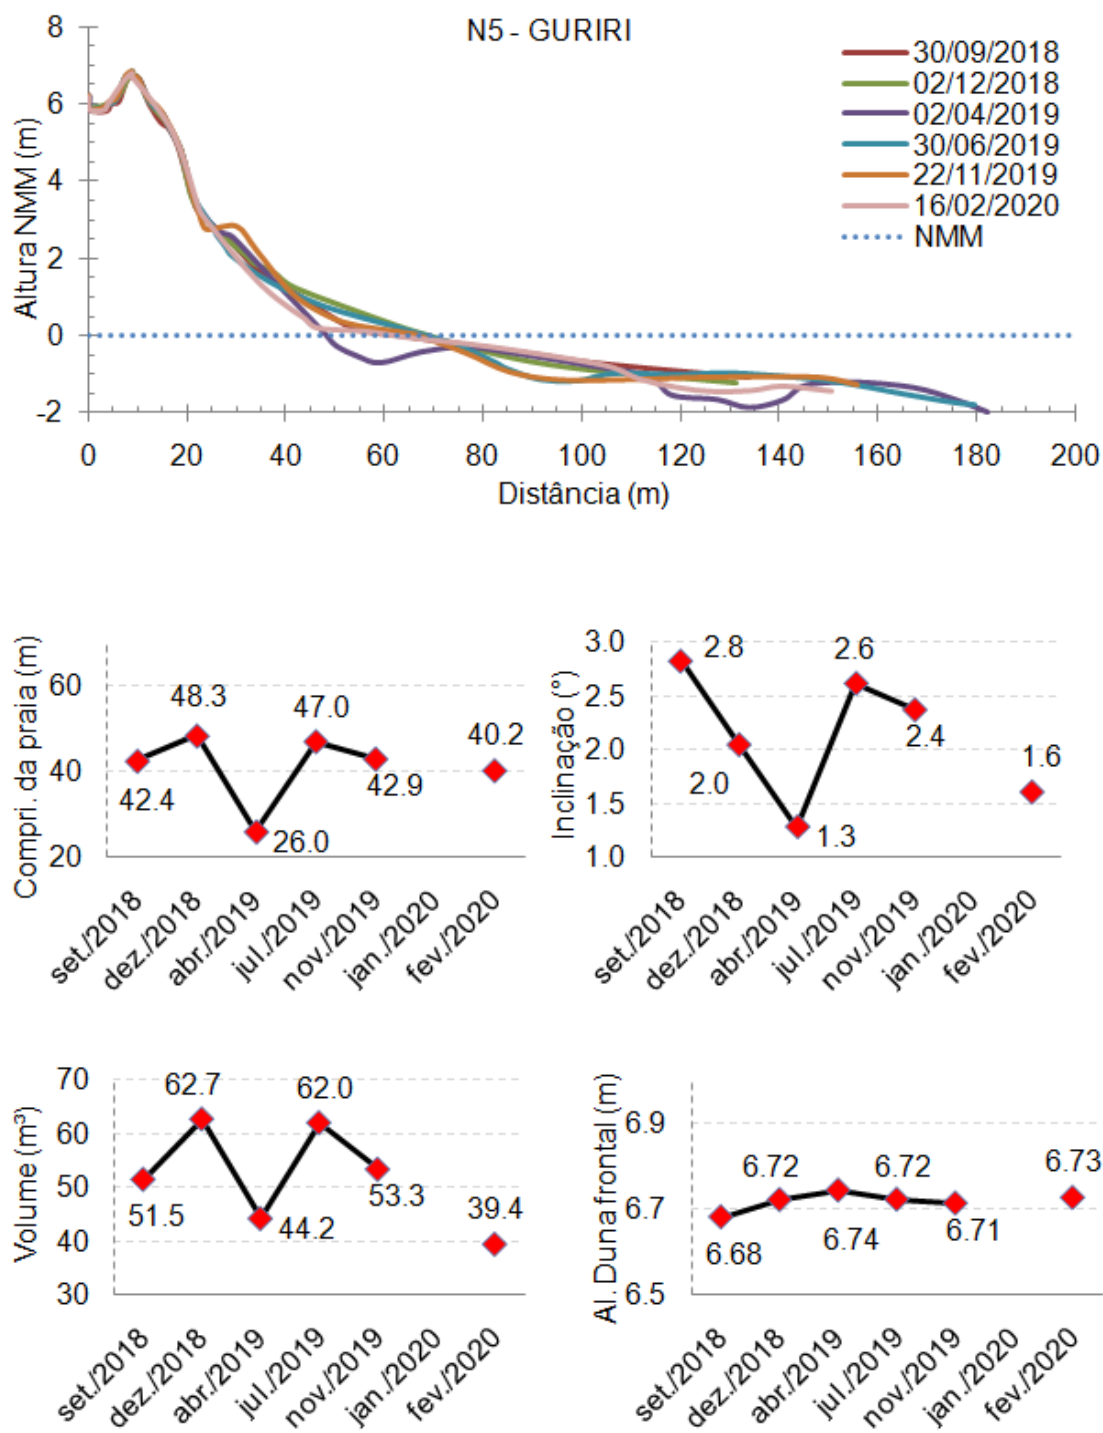 N5 - GURIRI
30/09/2018
02/12/2018
02/04/2019
30/06/2019
22/11/2019
16/02/2020
NMM
Altura NMM (m)
8
6
4
2
0
-2
0 20 40 60 80 100 120 140 160 180 200
Distância (m)
Compri. da praia (m)
60
40
20
42.4
48.3
26.0
47.0
42.9
40.2
set./2018
dez./2018
abr./2019
jul./2019
nov./2019
jan./2020
fev./2020
Inclinação (°)
3.0
2.5
2.0
1.5
1.0
2.8
2.0
1.3
2.6
2.4
1.6
set./2018
dez./2018
abr./2019
jul./2019
nov./2019
jan./2020
fev./2020
Volume (m³)
70
60
50
40
30
51.5
62.7
44.2
62.0
53.3
39.4
set./2018
dez./2018
abr./2019
jul./2019
nov./2019
jan./2020
fev./2020
Al. Duna frontal (m)
6.9
6.7
6.5
6.68
6.72
6.74
6.72
6.71
6.73
set./2018
dez./2018
abr./2019
jul./2019
nov./2019
jan./2020
fev./2020